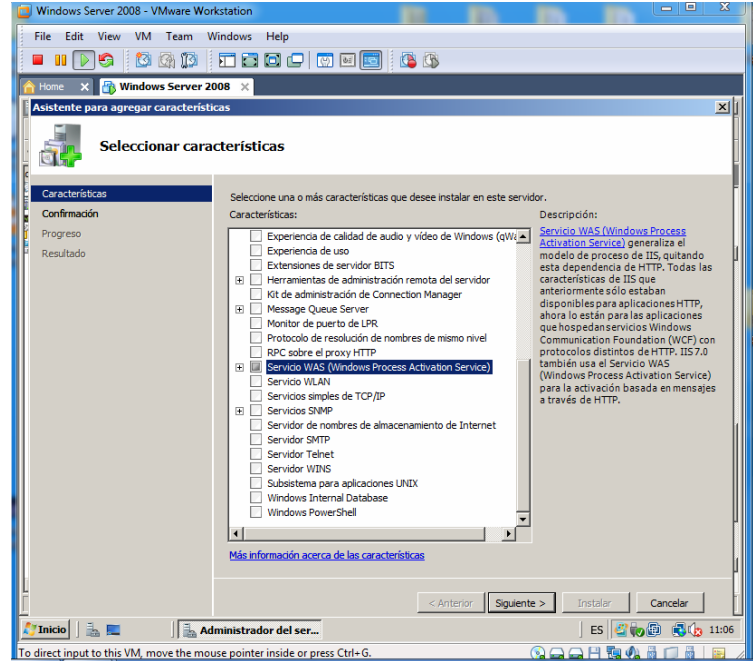 Windows Server 2008 - VMware Workstation
File Edit View VM Team Windows Help
Home
Windows Server 2008
Asistente para agregar características
Seleccionar características
Características
Confirmación
Progreso
Resultado
Seleccione una o más características que desee instalar en este servidor.
Características:
Experiencia de calidad de audio y vídeo de Windows (qWa
Experiencia de uso
Extensiones de servidor BITS
Herramientas de administración remota del servidor
Kit de administración de Connection Manager
Message Queue Server
Monitor de puerto de LPR
Protocolo de resolución de nombres de mismo nivel
RPC sobre el proxy HTTP
Servicio WAS (Windows Process Activation Service)
Servicio WLAN
Servicios simples de TCP/IP
Servicios SNMP
Servidor de nombres de almacenamiento de Internet
Servidor SMTP
Servidor Telnet
Servidor WINS
Subsistema para aplicaciones UNIX
Windows Internal Database
Windows PowerShell
Más información acerca de las características
Descripción:
Servicio WAS (Windows Process
Activation Service) generaliza el
modelo de proceso de IIS, quitando
esta dependencia de HTTP. Todas las
características de IIS que
anteriormente sólo estaban
disponibles para aplicaciones HTTP,
ahora lo están para las aplicaciones
que hospedan servicios Windows
Communication Foundation (WCF) con
protocolos distintos de HTTP. IIS 7.0
también usa el Servicio WAS
(Windows Process Activation Service)
para la activación basada en mensajes
a través de HTTP.
< Anterior
Siguiente >
Instalar
Cancelar
Inicio
Administrador del ser...
ES
11:06
To direct input to this VM, move the mouse pointer inside or press Ctrl+G.